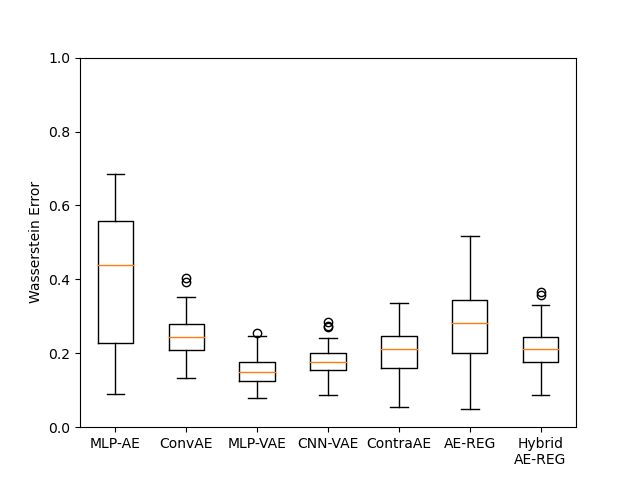 1.0
0.8
0.6
0.4
0.2
0.0
Wasserstein Error
MLP-AE ConvAE MLP-VAE CNN-VAE ContraAE AE-REG Hybrid
AE-REG